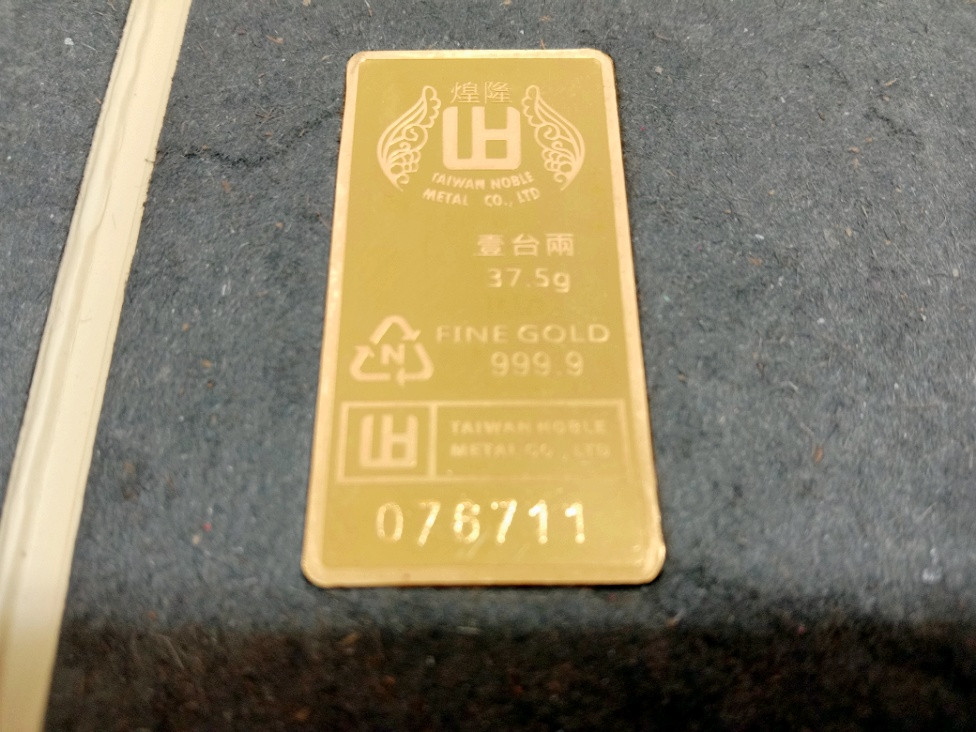 煌隆
TAIWAN NOBLE
METAL CO., LTD
壹台兩
37.5g
N
FINE GOLD
999.9
TAIWAN NOBLE
METAL CO., LTD
076711